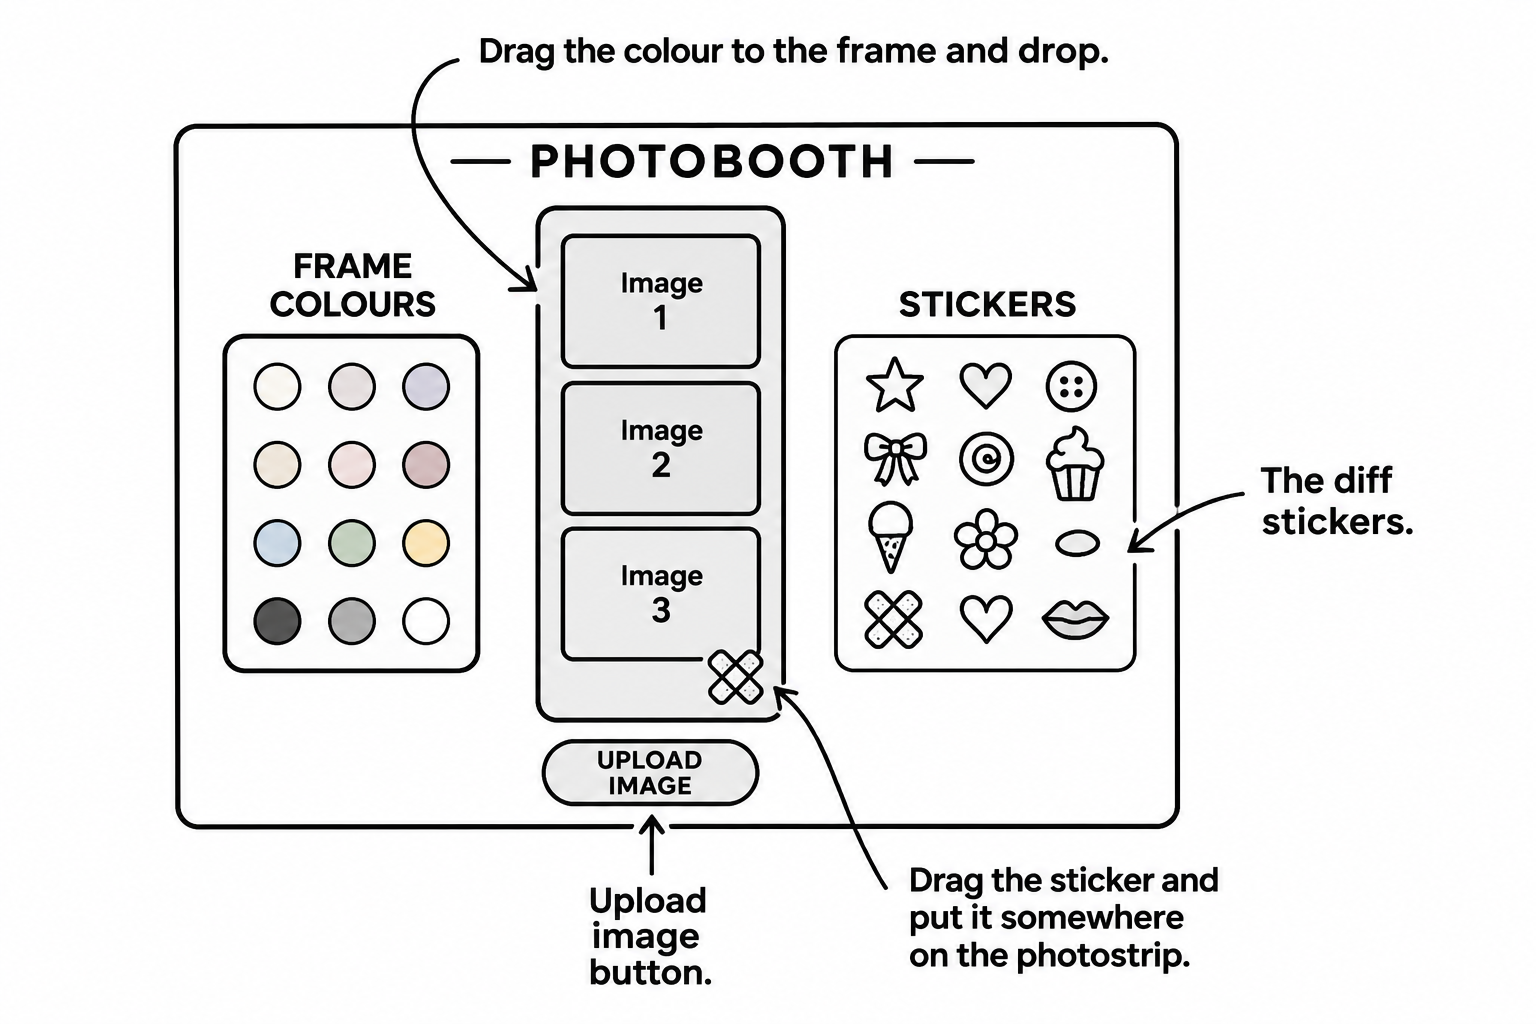 Drag the colour to the frame and drop.
PHOTOBOOTH
FRAME
COLOURS
Image
1
Image
2
Image
3
UPLOAD
IMAGE
STICKERS
The diff
stickers.
Upload
image
button.
Drag the sticker and
put it somewhere
on the photostrip.